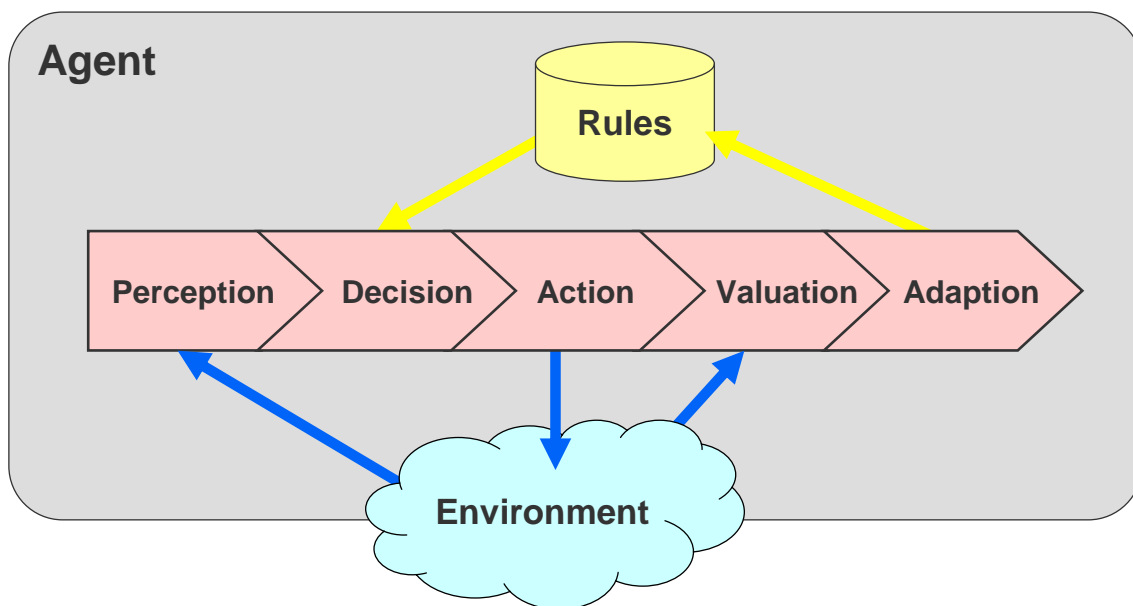 Agent
Rules
Perception
Decision
Action
Valuation
Adaption
Environment